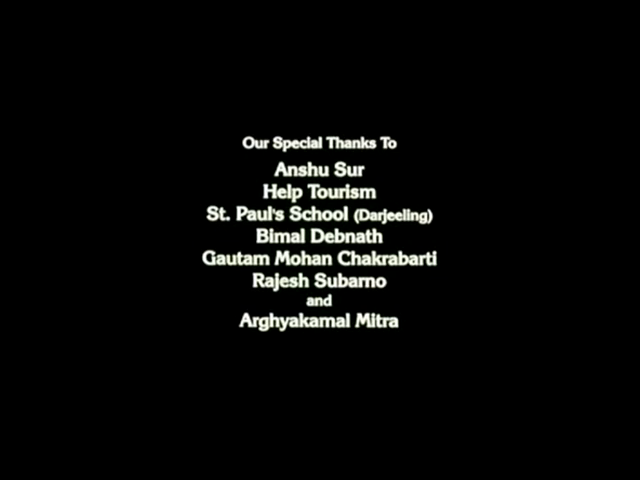 Our Special Thanks To
Anshu Sur
Help Tourism
St. Paul's School (Darjeeling)
Bimal Debnath
Gautam Mohan Chakrabarti
Rajesh Subarno
and
Arghyakamal Mitra